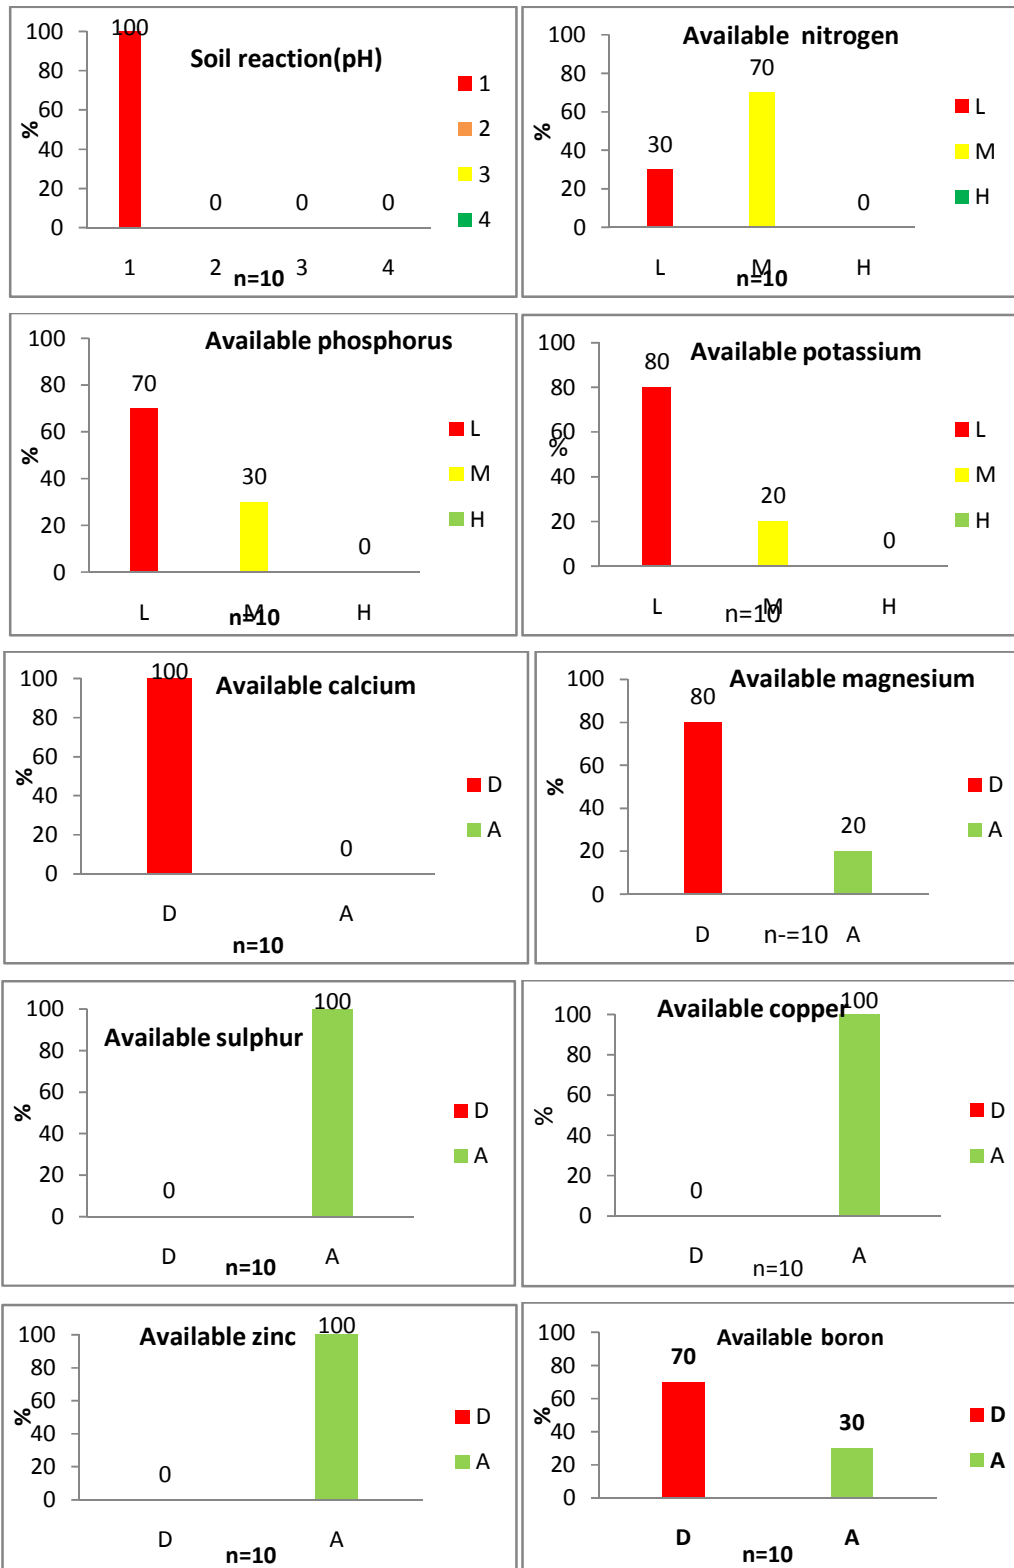 Soil reaction(pH)
100
100
80
60
40
20
0
%
0
0
0
1
2
3
4
n=10
1
2
3
4
Available nitrogen
100
80
60
40
20
0
%
30
70
0
L
M
H
n=10
L
M
H
Available phosphorus
100
80
60
40
20
0
%
70
30
0
L
M
H
n=10
L
M
H
Available potassium
100
80
60
40
20
0
%
80
20
0
L
M
H
n=10
L
M
H
Available calcium
100
80
60
40
20
0
%
100
0
D
A
n=10
D
A
Available magnesium
100
80
60
40
20
0
%
80
20
D
A
n-=10
D
A
Available sulphur
100
80
60
40
20
0
%
0
100
D
A
n=10
D
A
Available copper
100
80
60
40
20
0
%
0
100
D
A
n=10
D
A
Available zinc
100
80
60
40
20
0
%
0
100
D
A
n=10
D
A
Available boron
100
80
60
40
20
0
%
70
30
D
A
n=10
D
A